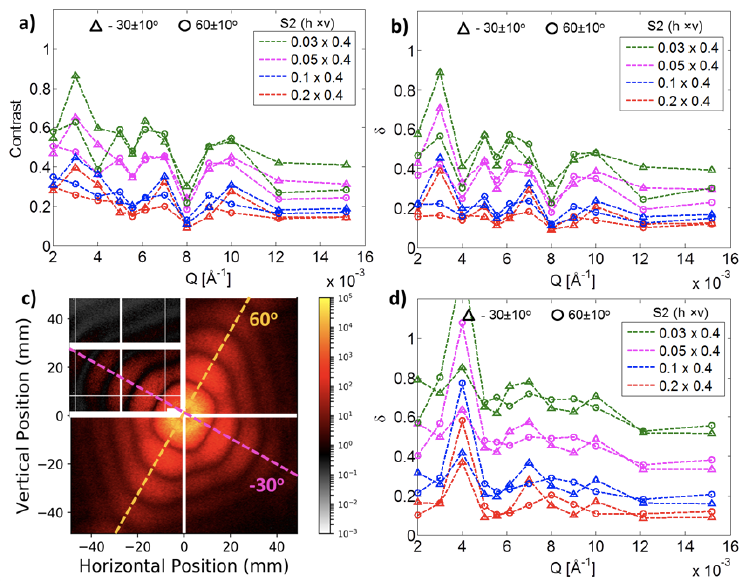 a)
- 30±10°
60±10°
S2 (h ×v)
0.03 x 0.4
0.05 x 0.4
0.1 x 0.4
0.2 x 0.4
1
0.8
0.6
0.4
0.2
0
Contrast
2 4 6 8 10 12 14 16
Q [Å⁻¹]
x 10⁻³
b)
- 30±10°
60±10°
S2 (h ×v)
0.03 x 0.4
0.05 x 0.4
0.1 x 0.4
0.2 x 0.4
1
0.8
0.6
0.4
0.2
0
δ
2 4 6 8 10 12 14 16
Q [Å⁻¹]
x 10⁻³
c)
60°
-30°
40
20
0
−20
−40
Vertical Position (mm)
−40 −20 0 20 40
Horizontal Position (mm)
10⁵
10⁴
10³
10²
10¹
10⁰
10⁻¹
10⁻²
10⁻³
d)
- 30±10°
60±10°
S2 (h ×v)
0.03 x 0.4
0.05 x 0.4
0.1 x 0.4
0.2 x 0.4
1
0.8
0.6
0.4
0.2
0
δ
2 4 6 8 10 12 14 16
Q [Å⁻¹]
x 10⁻³